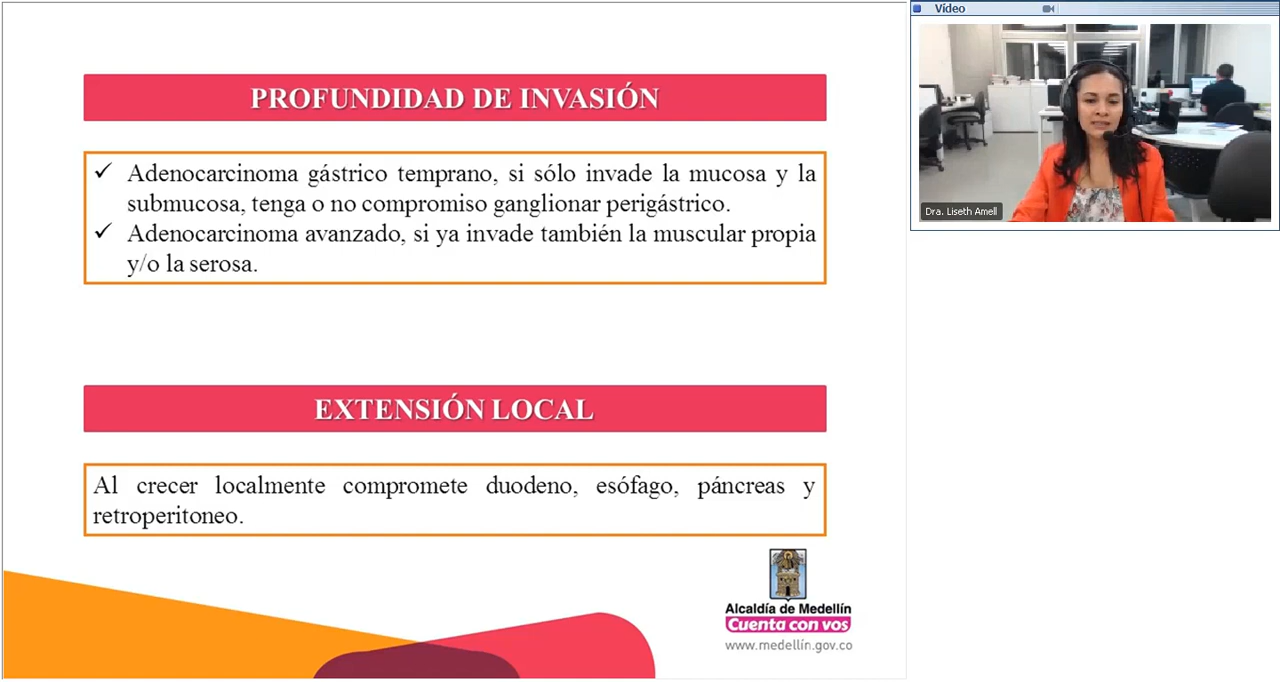 PROFUNDIDAD DE INVASIÓN
✓ Adenocarcinoma gástrico temprano, si sólo invade la mucosa y la
submucosa, tenga o no compromiso ganglionar perigástrico.
✓ Adenocarcinoma avanzado, si ya invade también la muscular propia
y/o la serosa.
EXTENSIÓN LOCAL
Al crecer localmente compromete duodeno, esófago, páncreas y
retroperitoneo.
Alcaldía de Medellín
Cuenta con vos
www.medellín.gov.co
Vídeo
Dra. Liseth Amell